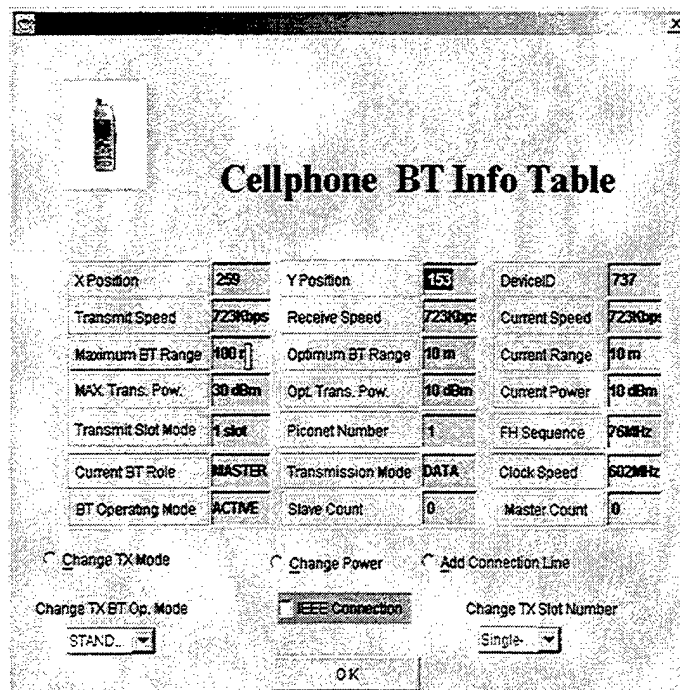 Cellphone BT Info Table
X Position 259 Y Position 153 DeviceID 737
Transmit Speed 723Kbps Receive Speed 723Kbps Current Speed 723Kbps
Maximum BT Range 100 Optimum BT Range 10 m Current Range 10 m
MAX. Trans. Pow. 30 dBm Opt. Trans. Pow. 10 dBm Current Power 10 dBm
Transmit Slot Mode 1 slot Piconet Number 1 FH Sequence 76MHz
Current BT Role MASTER Transmission Mode DATA Clock Speed 602MHz
BT Operating Mode ACTIVE Slave Count 0 Master Count 0
Change TX Mode Change Power Add Connection Line
Change TX BT Op. Mode IEEE Connection Change TX Slot Number
STAND... Single-
OK